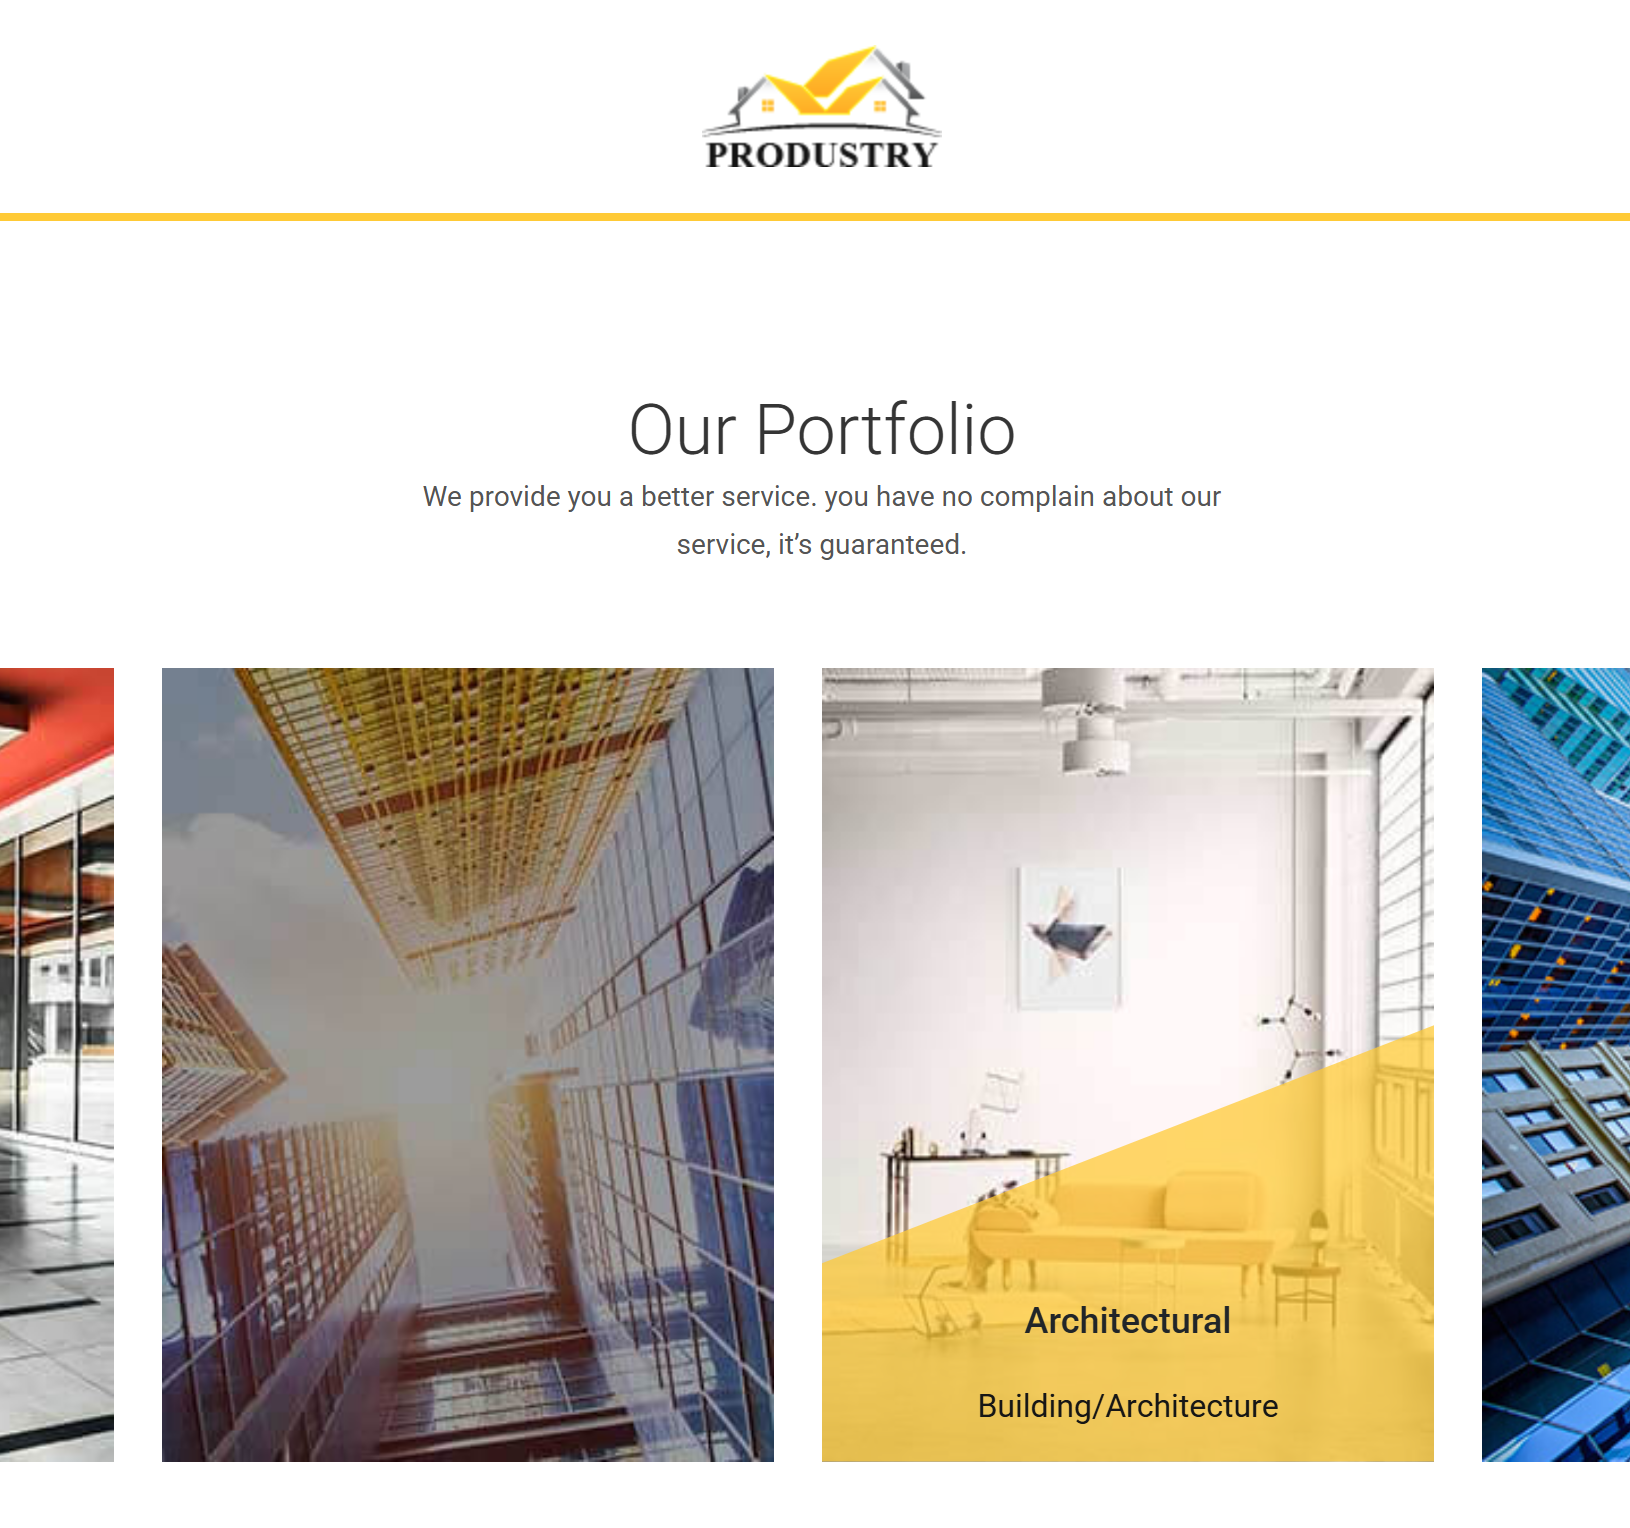 PRODUSTRY
Our Portfolio
We provide you a better service. you have no complain about our
service, it’s guaranteed.
Architectural
Building/Architecture